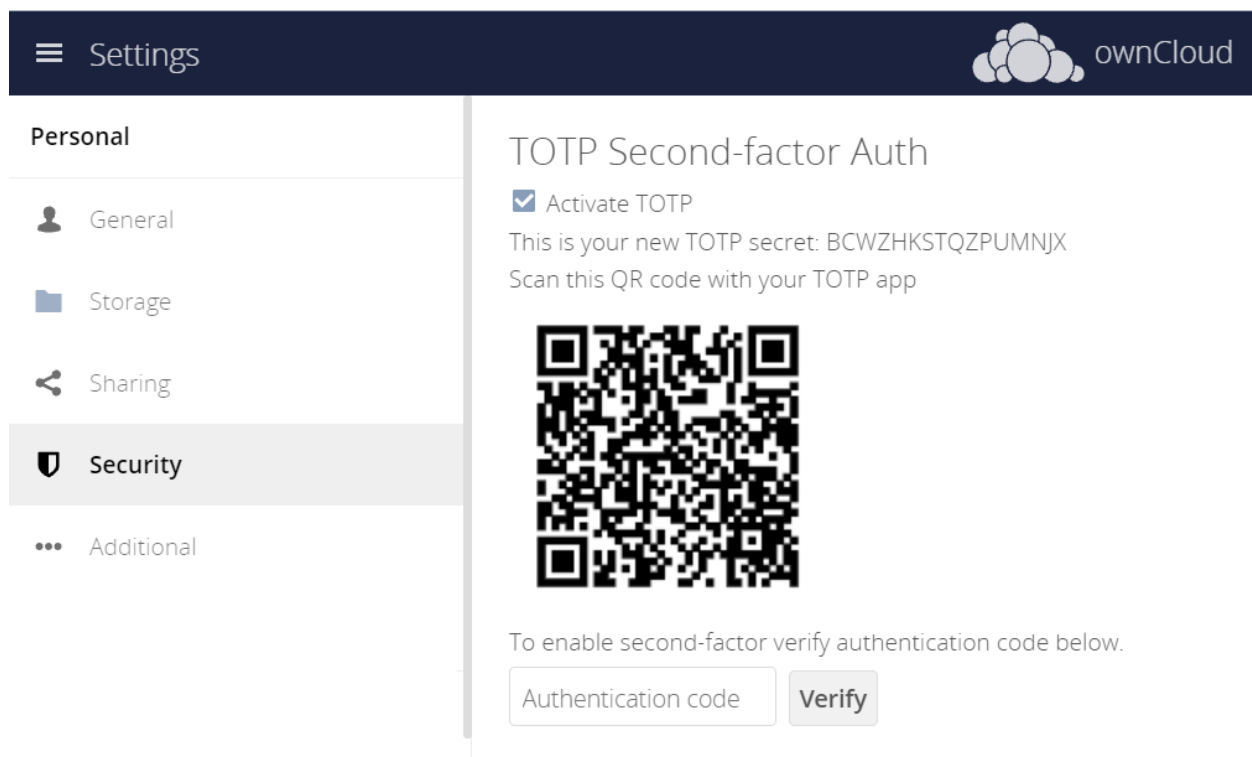 Settings
ownCloud
Personal
General
Storage
Sharing
Security
Additional
TOTP Second-factor Auth
Activate TOTP
This is your new TOTP secret: BCWZHKSTQZPUMNJX
Scan this QR code with your TOTP app
To enable second-factor verify authentication code below.
Authentication code
Verify